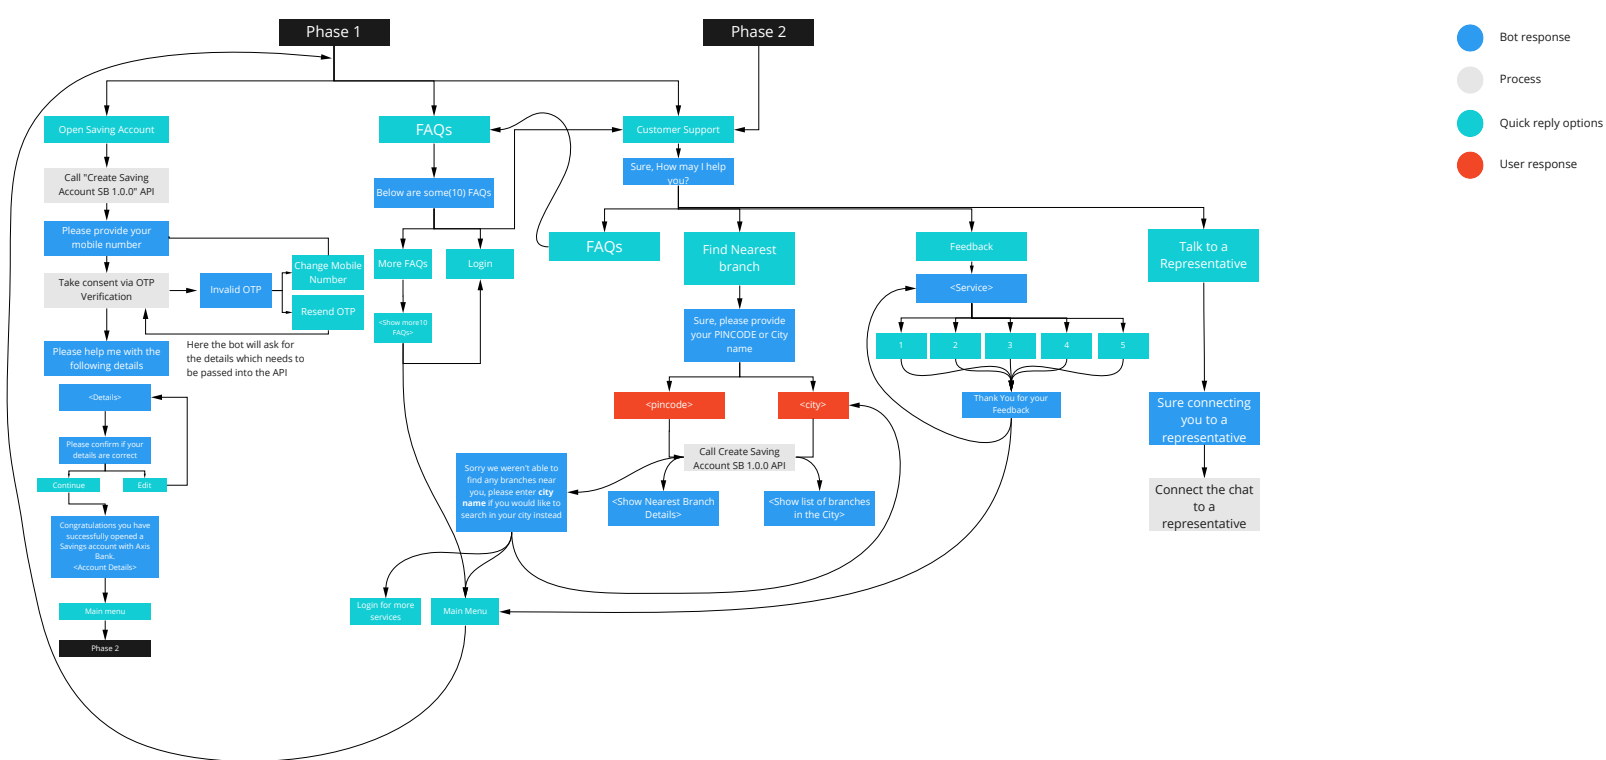 Phase 1
Phase 2
Bot response
Process
Quick reply options
User response
Open Saving Account
FAQs
Customer Support
Call "Create Saving
Account SB 1.0.0" API
Sure, How may I help
you?
Below are some(10) FAQs
Please provide your
mobile number
FAQs
Find Nearest
branch
Feedback
Talk to a
Representative
More FAQs
Login
Change Mobile
Number
Take consent via OTP
Verification
Invalid OTP
<Service>
Resend OTP
<Show more10
FAQs>
Sure, please provide
your PINCODE or City
name
1
2
3
4
5
Here the bot will ask for
the details which needs to
be passed into the API
Please help me with the
following details
<Details>
<pincode>
<city>
Thank You for your
Feedback
Sure connecting
you to a
representative
Please confirm if your
details are correct
Call Create Saving
Account SB 1.0.0 API
Sorry we weren't able to
find any branches near
you, please enter city
name if you would like to
search in your city instead
Continue
Edit
<Show Nearest Branch
Details>
<Show list of branches
in the City>
Connect the chat
to a
representative
Congratulations you have
successfully opened a
Savings account with Axis
Bank.
<Account Details>
Login for more
services
Main Menu
Main menu
Phase 2